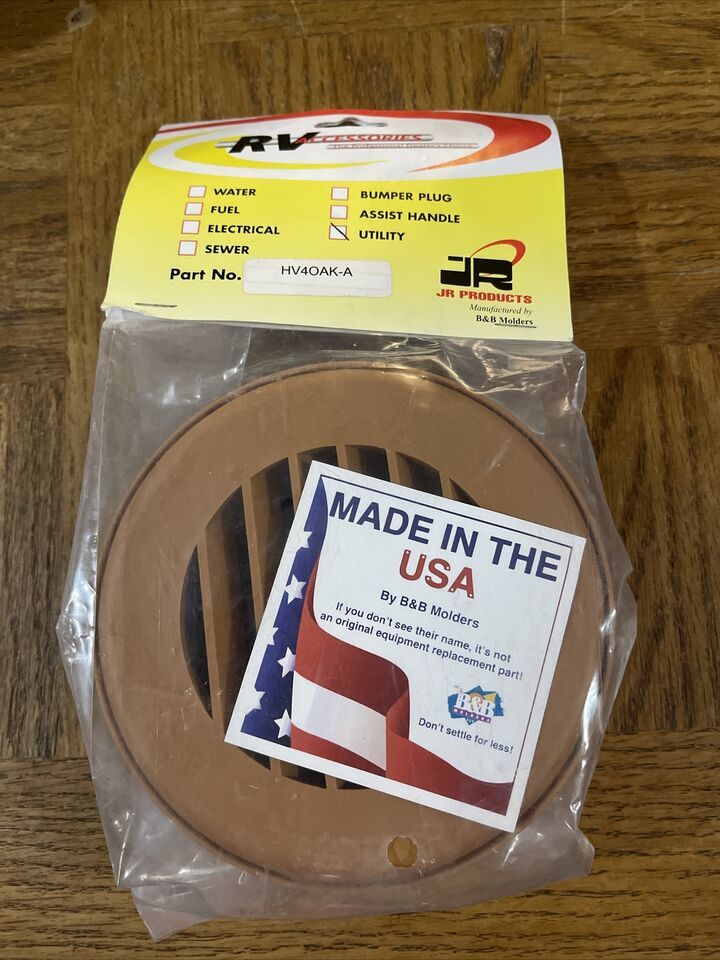 RV ACCESSORIES
WATER
FUEL
ELECTRICAL
SEWER
BUMPER PLUG
ASSIST HANDLE
UTILITY
Part No. HV4OAK-A
JR
JR PRODUCTS
Manufactured by
B&B Molders
MADE IN THE
USA
By B&B Molders
If you don't see their name, it's not
an original equipment replacement part!
B&B
MOLDERS
Don't settle for less!